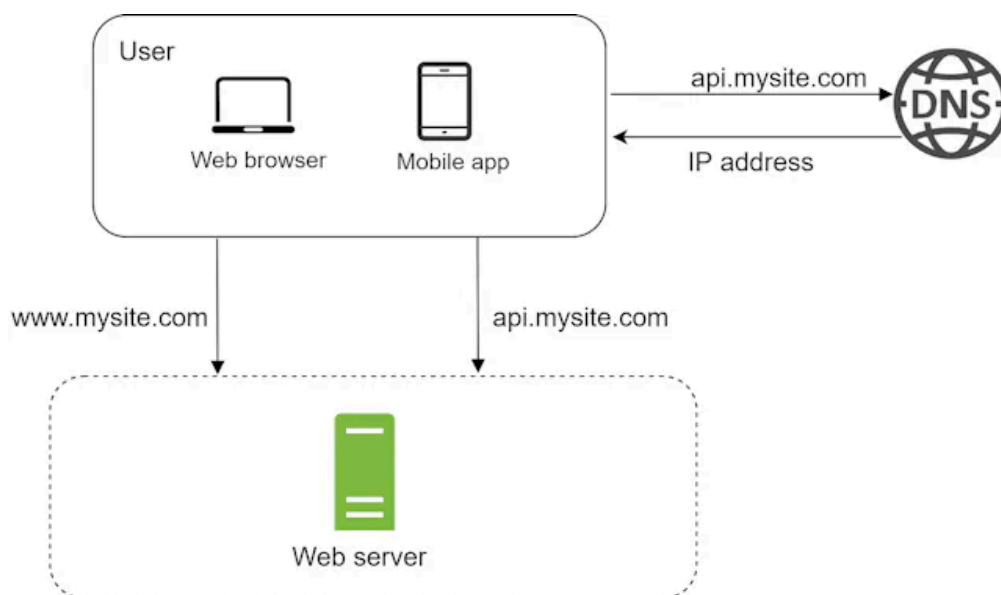 User
Web browser
Mobile app
api.mysite.com
DNS
IP address
www.mysite.com
api.mysite.com
Web server